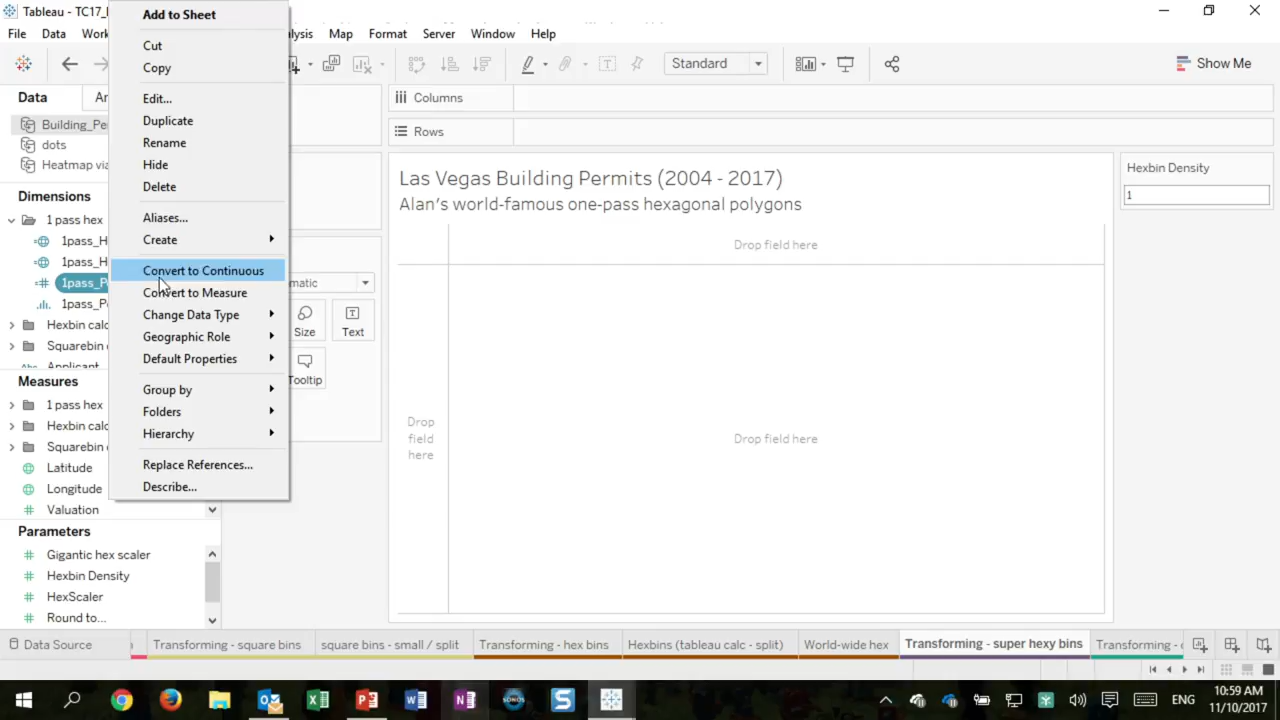 Tableau - TC17_
File Data Work
alysis Map Format Server Window Help
Add to Sheet
Cut
Copy
Edit...
Duplicate
Rename
Hide
Delete
Aliases...
Create
Convert to Continuous
Convert to Measure
Change Data Type
Geographic Role
Default Properties
Group by
Folders
Hierarchy
Replace References...
Describe...
Standard
Show Me
Data An
Building_Pe
dots
Heatmap via
Dimensions
1 pass hex
1pass_H
1pass_H
1pass_P
1pass_P
Hexbin calc
Squarebin
Applicant
Measures
1 pass hex
Hexbin calc
Squarebin
Latitude
Longitude
Valuation
Parameters
Gigantic hex scaler
Hexbin Density
HexScaler
Round to...
matic
Size Text
Tooltip
Columns
Rows
Las Vegas Building Permits (2004 - 2017)
Alan's world-famous one-pass hexagonal polygons
Drop field here
Drop
field
here
Drop field here
Hexbin Density
1
Data Source Transforming - square bins square bins - small / split Transforming - hex bins Hexbins (tableau calc - split) World-wide hex Transforming - super hexy bins Transforming -
SONOS
ENG
10:59 AM
11/10/2017